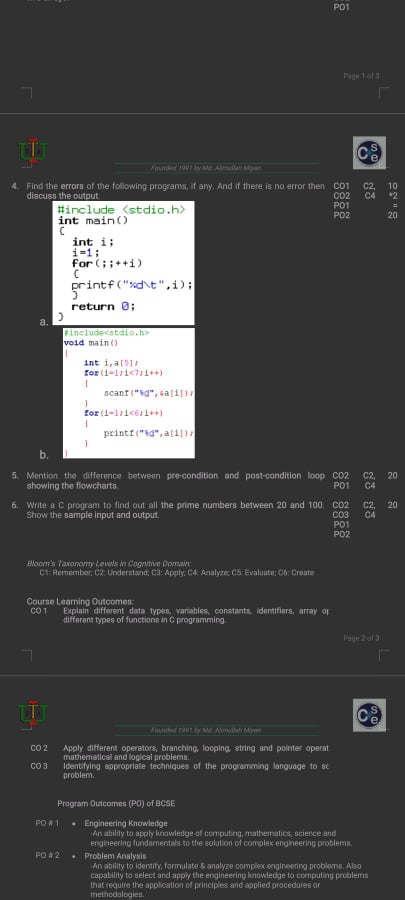 PO1
Page 1 of 3
IU
CSe
Founded 1991 by Md. Alimullah Miyan
4. Find the errors of the following programs, if any. And if there is no error then CO1 C2, 10
discuss the output. CO2 C4 *2
PO1 =
PO2 20
#include <stdio.h>
int main()
{
int i;
i=1;
for(;;++i)
{
printf("%d\t",i);
}
return 0;
}
a.
#include<stdio.h>
void main()
{
int i,a[5];
for(i=1;i<7;i++)
{
scanf("%d",&a[i]);
}
for(i=1;i<6;i++)
{
printf("%d",a[i]);
}
}
b.
5. Mention the difference between pre-condition and post-condition loop CO2 C2, 20
showing the flowcharts. PO1 C4
6. Write a C program to find out all the prime numbers between 20 and 100. CO2 C2, 20
Show the sample input and output. CO3 C4
PO1
PO2
Bloom's Taxonomy Levels in Cognitive Domain:
C1: Remember; C2: Understand; C3: Apply; C4: Analyze; C5: Evaluate; C6: Create
Course Learning Outcomes:
CO 1 Explain different data types, variables, constants, identifiers, array op
different types of functions in C programming.
Page 2 of 3
IU
CSe
Founded 1991 by Md. Alimullah Miyan
CO 2 Apply different operators, branching, looping, string and pointer operat
mathematical and logical problems.
CO 3 Identifying appropriate techniques of the programming language to sc
problem.
Program Outcomes (PO) of BCSE
PO # 1 • Engineering Knowledge
-An ability to apply knowledge of computing, mathematics, science and
engineering fundamentals to the solution of complex engineering problems.
PO # 2 • Problem Analysis
-An ability to identify, formulate & analyze complex engineering problems. Also
capability to select and apply the engineering knowledge to computing problems
that require the application of principles and applied procedures or
methodologies.